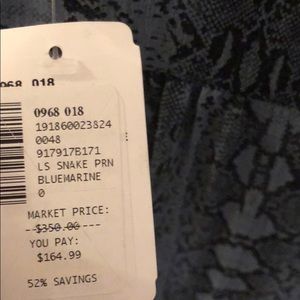 0968 018
0968 018
191860023824
0048
917917B171
LS SNAKE PRN
BLUEMARINE
0
MARKET PRICE:
$350.00
YOU PAY:
$164.99
52% SAVINGS